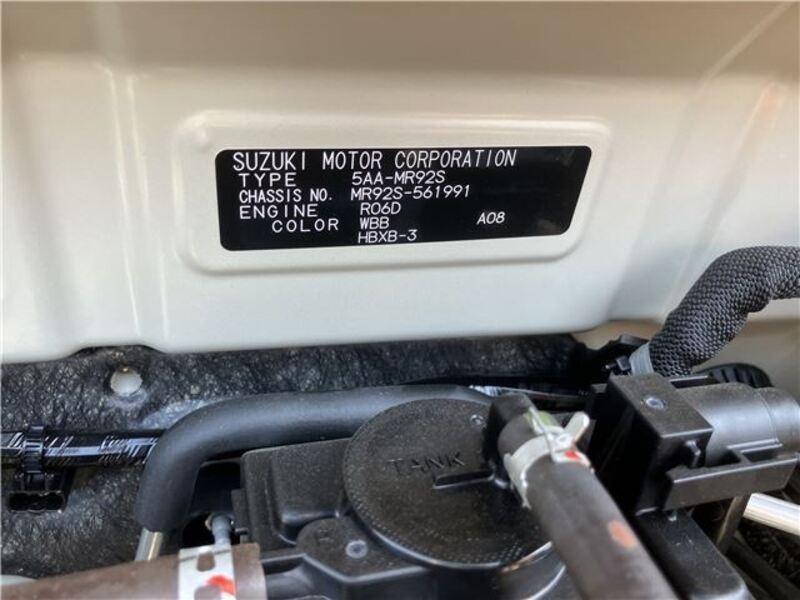 SUZUKI MOTOR CORPORATION
TYPE 5AA-MR92S
CHASSIS NO. MR92S-561991
ENGINE R06D
COLOR WBB A08
HBXB-3
TANK